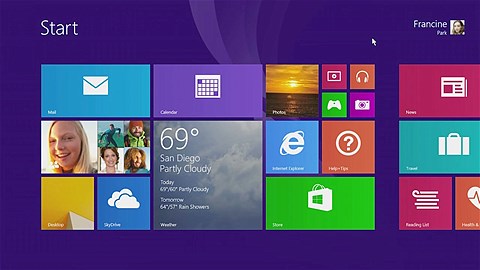 Start
Francine
Park
Mail
Calendar
Photos
News
69°
San Diego
Partly Cloudy
Today
69°/60° Partly Cloudy
Tomorrow
64°/57° Rain Showers
Weather
Internet Explorer
Help+Tips
Travel
Desktop
SkyDrive
Store
Reading List